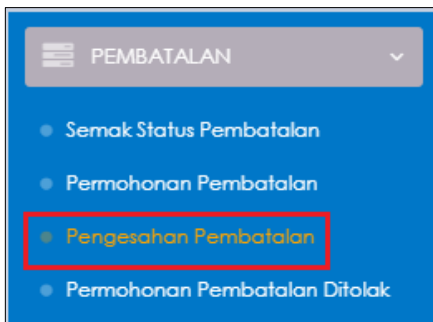 PEMBATALAN
Semak Status Pembatalan
Permohonan Pembatalan
Pengesahan Pembatalan
Permohonan Pembatalan Ditolak